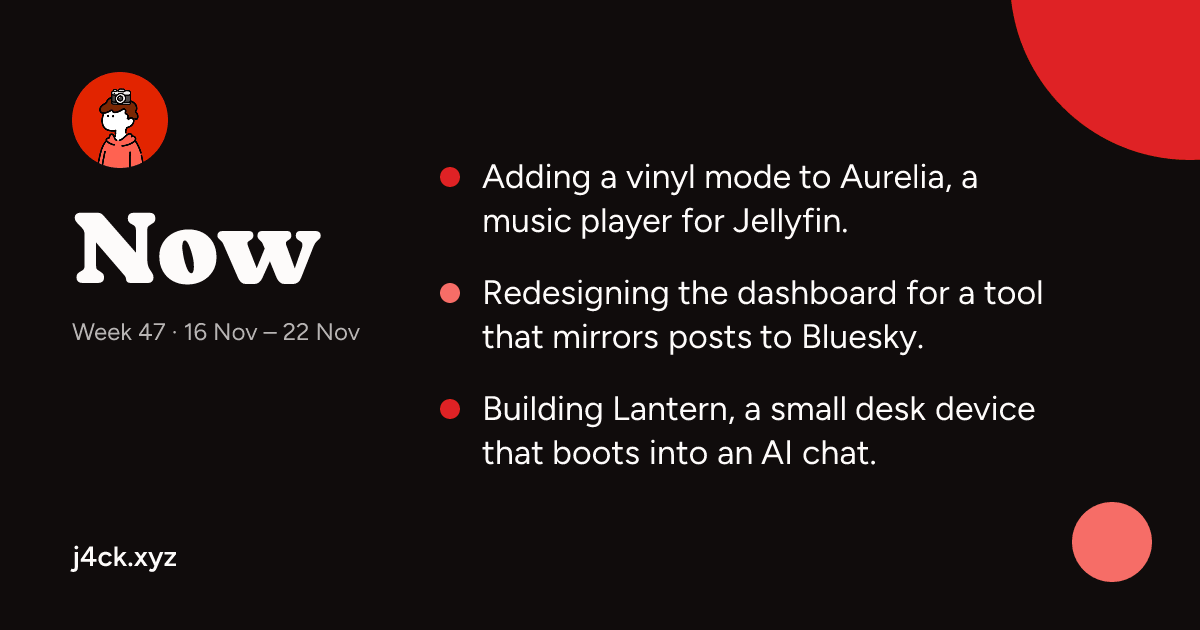 Now
Week 47 · 16 Nov – 22 Nov
Adding a vinyl mode to Aurelia, a
music player for Jellyfin.
Redesigning the dashboard for a tool
that mirrors posts to Bluesky.
Building Lantern, a small desk device
that boots into an AI chat.
j4ck.xyz